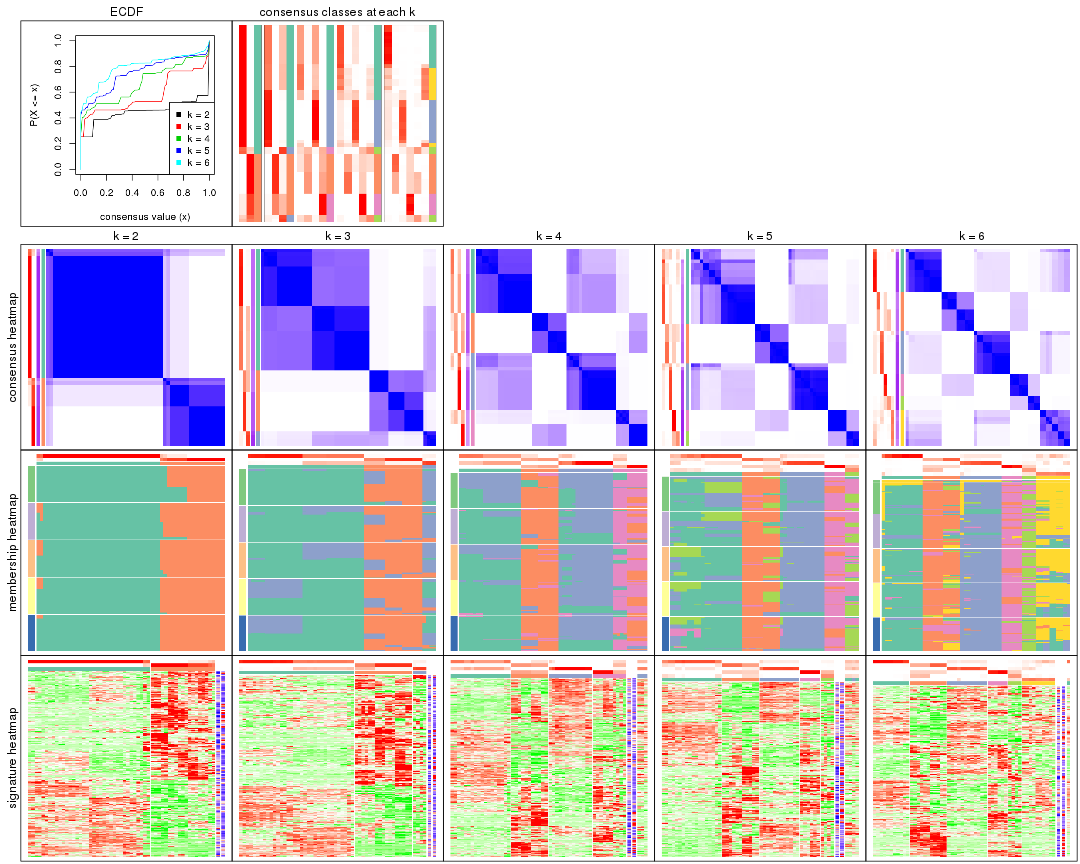 ECDF
consensus classes at each k
P(X <= x)
0.0 0.2 0.4 0.6 0.8 1.0
k = 2
k = 3
k = 4
k = 5
k = 6
0.0 0.2 0.4 0.6 0.8 1.0
consensus value (x)
k = 2
k = 3
k = 4
k = 5
k = 6
consensus heatmap
membership heatmap
signature heatmap